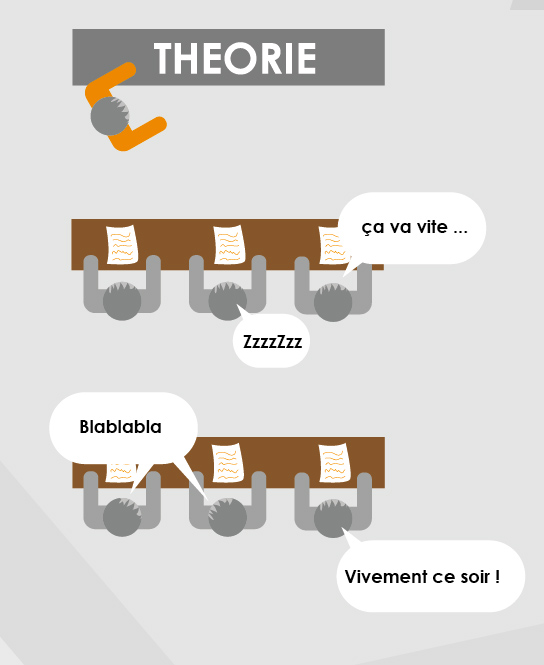 THEORIE
ça va vite ...
ZzzzZzz
Blablabla
Vivement ce soir !